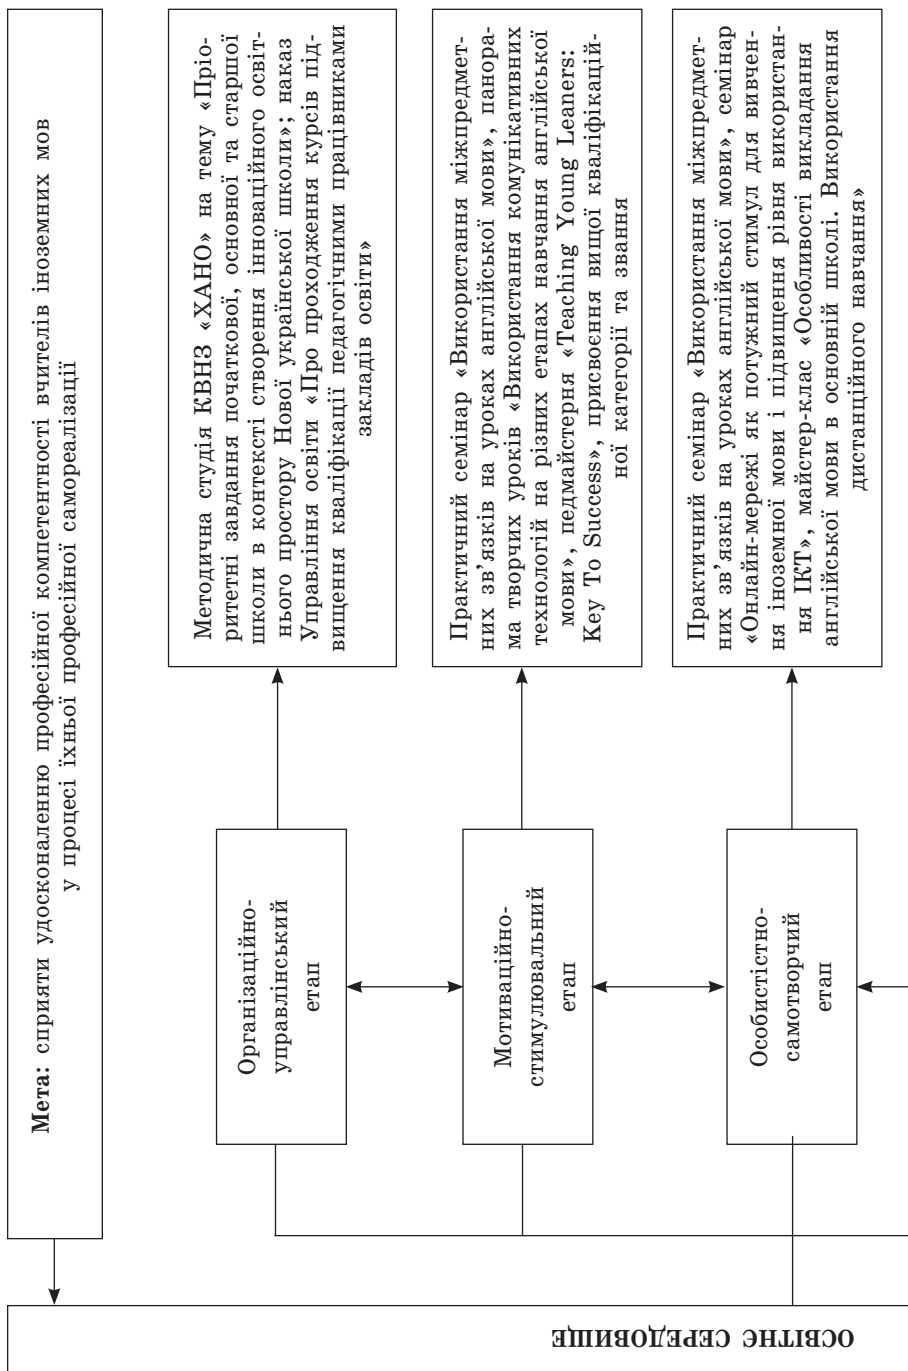 Мета: сприяти удосконаленню професійної компетентності вчителів іноземних мов
у процесі їхньої професійної самореалізації
ОСВІТНЄ СЕРЕДОВИЩЕ
Організаційно-
управлінський
етап
Методична студія КВНЗ «ХАНО» на тему «Пріо-
ритетні завдання початкової, основної та старшої
школи в контексті створення інноваційного освіт-
нього простору Нової української школи»; наказ
Управління освіти «Про проходження курсів під-
вищення кваліфікації педагогічними працівниками
закладів освіти»
Мотиваційно-
стимулювальний
етап
Практичний семінар «Використання міжпредмет-
них зв’язків на уроках англійської мови», панора-
ма творчих уроків «Використання комунікативних
технологій на різних етапах навчання англійської
мови», педмайстерня «Teaching Young Leaners:
Key To Success», присвоєння вищої кваліфікацій-
ної категорії та звання
Особистістно-
самотворчий
етап
Практичний семінар «Використання міжпредмет-
них зв’язків на уроках англійської мови», семінар
«Онлайн-мережі як потужний стимул для вивчен-
ня іноземної мови і підвищення рівня використан-
ня ІКТ», майстер-клас «Особливості викладання
англійської мови в основній школі. Використання
дистанційного навчання»